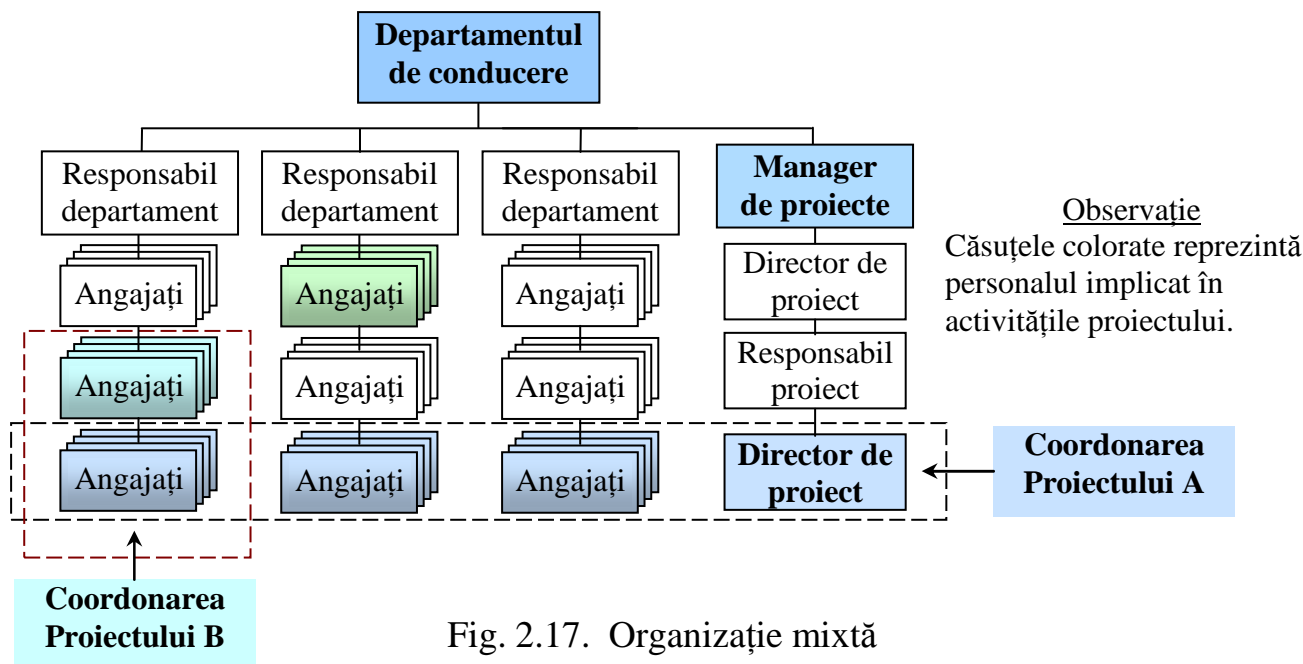 Departamentul
de conducere
Responsabil
departament
Responsabil
departament
Responsabil
departament
Manager
de proiecte
Angajați
Angajați
Angajați
Director de
proiect
Observație
Căsuțele colorate reprezintă
personalul implicat în
activitățile proiectului.
Angajați
Angajați
Angajați
Responsabil
proiect
Angajați
Angajați
Angajați
Director de
proiect
Coordonarea
Proiectului A
Coordonarea
Proiectului B
Fig. 2.17. Organizație mixtă